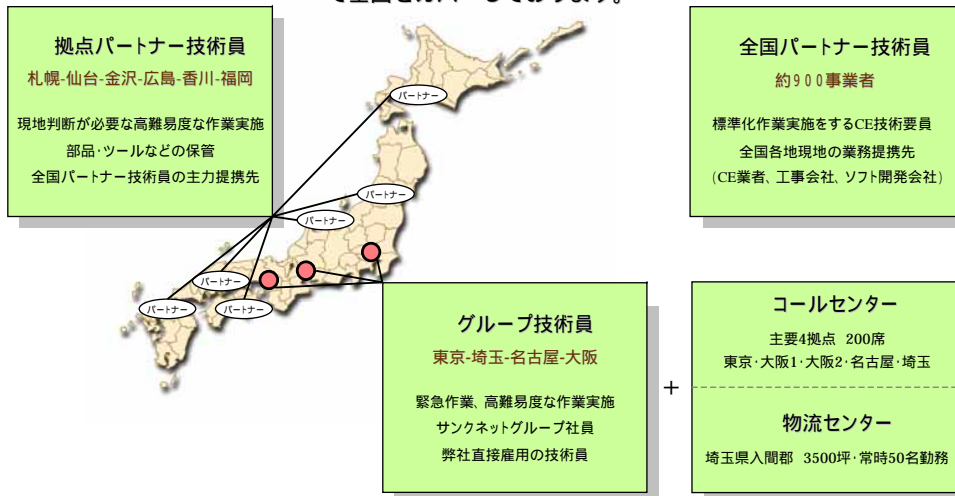 で全国をカバーしております。
拠点パートナー技術員
札幌-仙台-金沢-広島-香川-福岡
現地判断が必要な高難易度な作業実施
部品・ツールなどの保管
全国パートナー技術員の主力提携先
全国パートナー技術員
約900事業者
標準化作業実施をするCE技術要員
全国各地現地の業務提携先
(CE業者、工事会社、ソフト開発会社)
パートナー
パートナー
パートナー
パートナー
パートナー
パートナー
グループ技術員
東京-埼玉-名古屋-大阪
緊急作業、高難易度な作業実施
サンクネットグループ社員
弊社直接雇用の技術員
+
コールセンター
主要4拠点 200席
東京・大阪1・大阪2・名古屋・埼玉
物流センター
埼玉県入間郡 3500坪・常時50名勤務